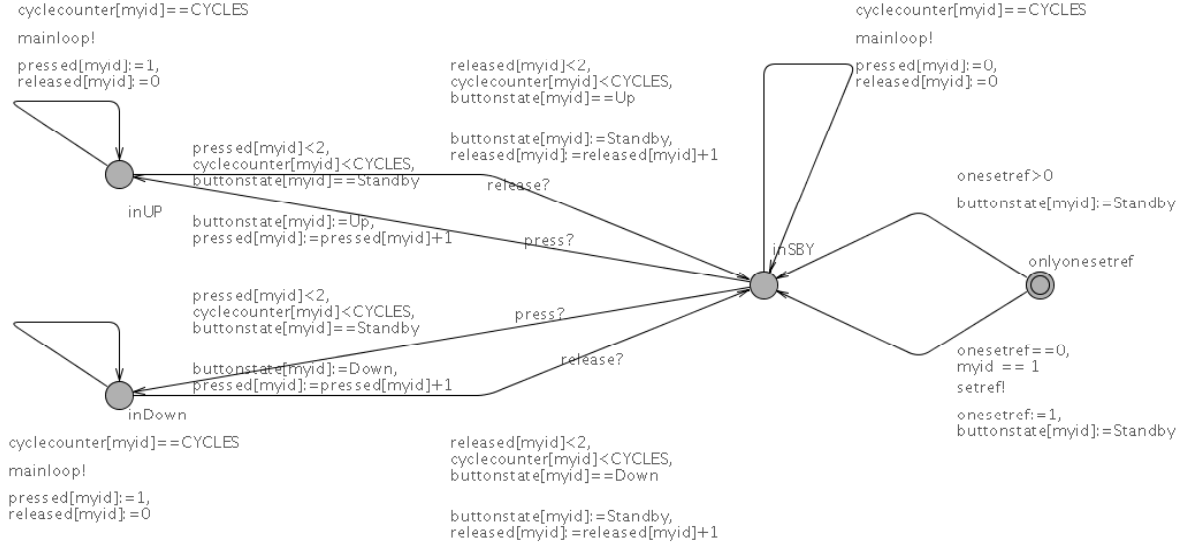 cyclecounter[myid]==CYCLES
mainloop!
pressed[myid]:=1,
released[myid]:=0
released[myid]<2,
cyclecounter[myid]<CYCLES,
buttonstate[myid]==Up
buttonstate[myid]:=Standby,
released[myid]:=released[myid]+1
cyclecounter[myid]==CYCLES
mainloop!
pressed[myid]:=0,
released[myid]:=0
pressed[myid]<2,
cyclecounter[myid]<CYCLES,
buttonstate[myid]==Standby
release?
inUP
buttonstate[myid]:=Up,
pressed[myid]:=pressed[myid]+1
press?
inSBY
onesetref>0
buttonstate[myid]:=Standby
onlyonesetref
pressed[myid]<2,
cyclecounter[myid]<CYCLES,
buttonstate[myid]==Standby
press?
buttonstate[myid]:=Down,
pressed[myid]:=pressed[myid]+1
release?
inDown
onesetref==0,
myid == 1
setref!
onesetref:=1,
buttonstate[myid]:=Standby
cyclecounter[myid]==CYCLES
mainloop!
pressed[myid]:=1,
released[myid]:=0
released[myid]<2,
cyclecounter[myid]<CYCLES,
buttonstate[myid]==Down
buttonstate[myid]:=Standby,
released[myid]:=released[myid]+1